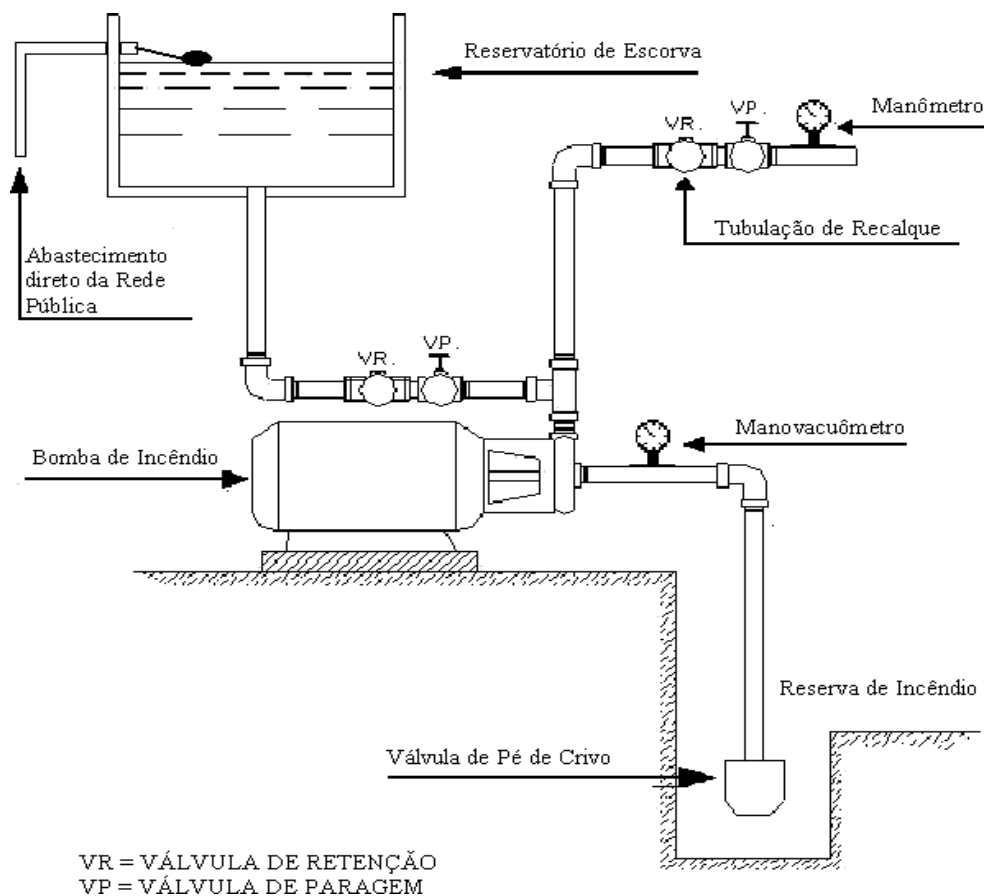 Reservatório de Escorva
VP.
Manômetro
VR.
Tubulação de Recalque
Abastecimento
direto da Rede
Pública
VP.
VR.
Manovacuômetro
Bomba de Incêndio
Reserva de Incêndio
Válvula de Pé de Crivo
VR = VÁLVULA DE RETENÇÃO
VP = VÁLVULA DE PARAGEM